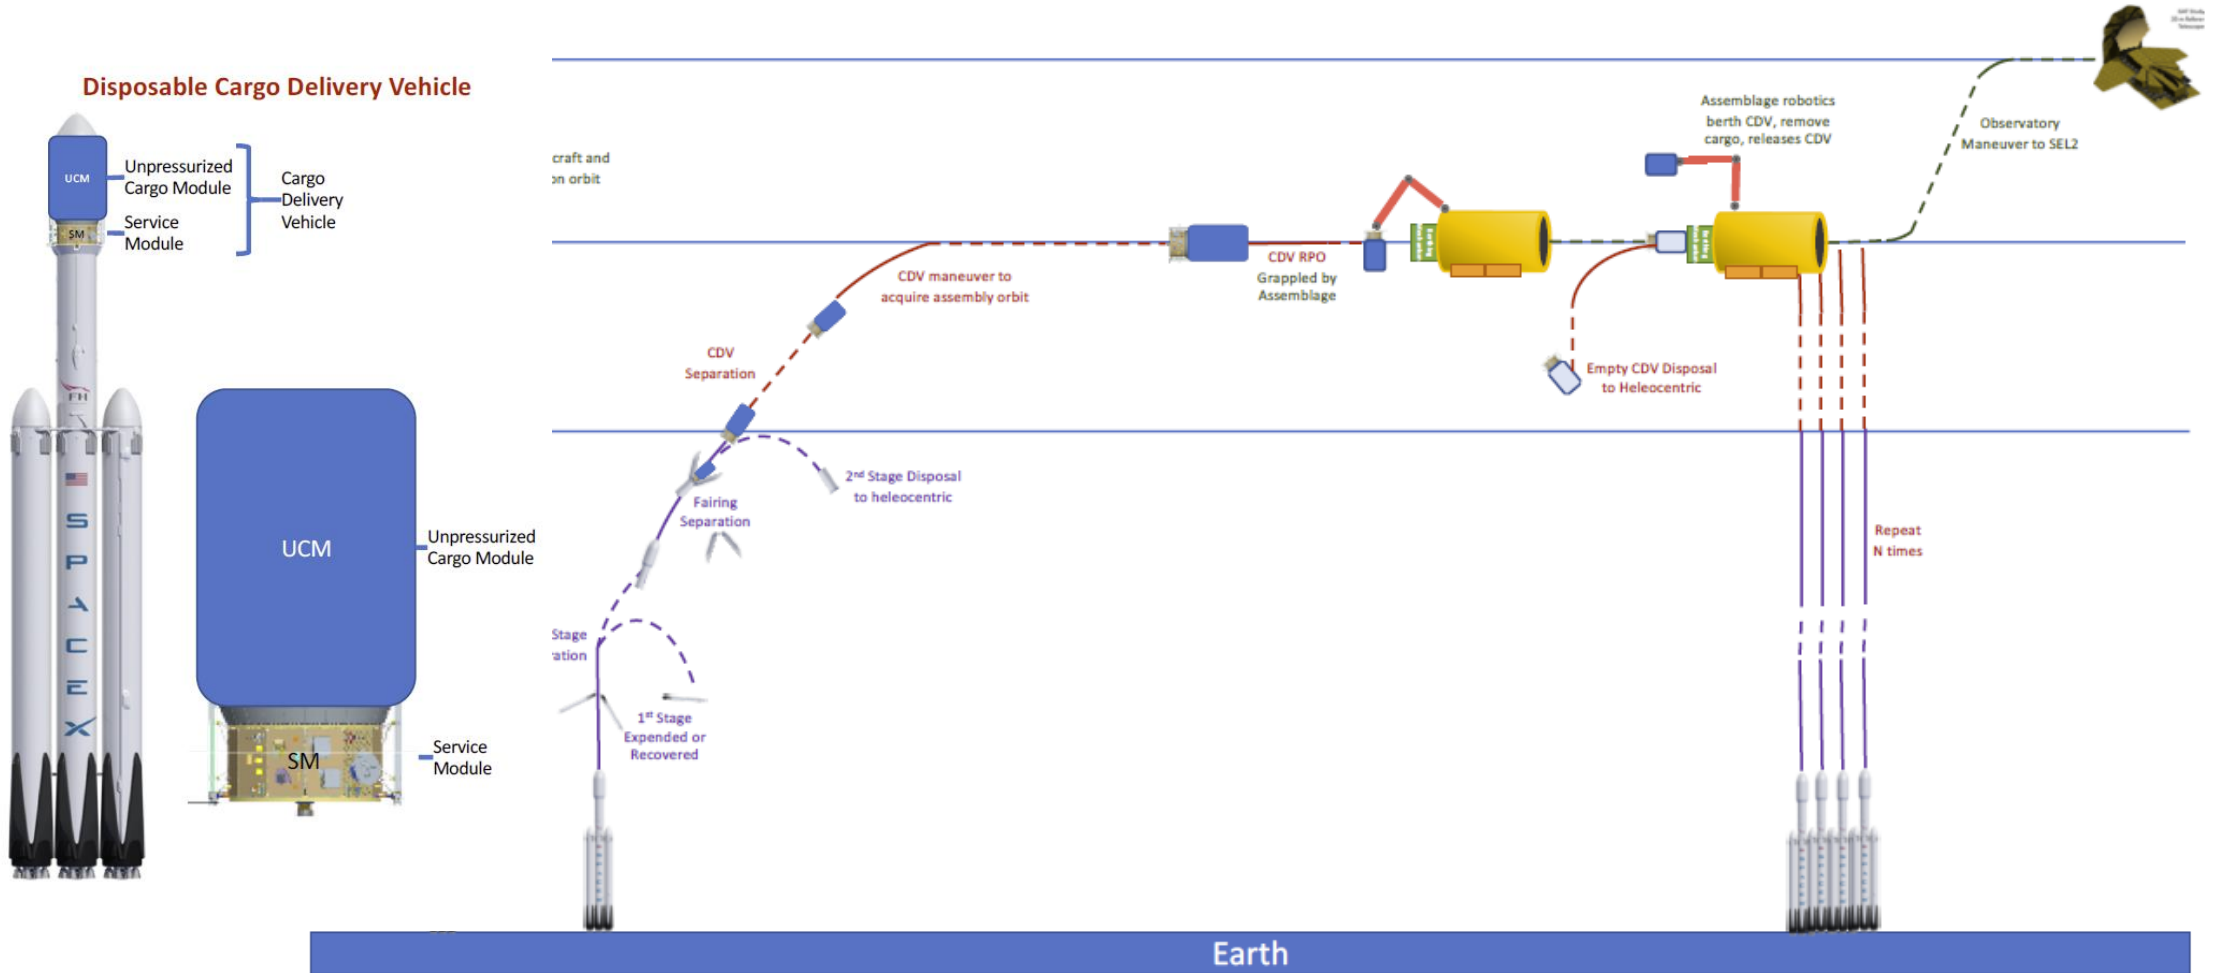 Disposable Cargo Delivery Vehicle
UCM
Unpressurized
Cargo Module
Service
Module
SM
Cargo
Delivery
Vehicle
FH
SPACEX
UCM
Unpressurized
Cargo Module
SM
Service
Module
craft and
on orbit
Stage
ration
1st Stage
Expended or
Recovered
Fairing
Separation
2nd Stage Disposal
to heleocentric
CDV
Separation
CDV maneuver to
acquire assembly orbit
CDV RPO
Grappled by
Assemblage
Assemblage robotics
berth CDV, remove
cargo, releases CDV
Empty CDV Disposal
to Heleocentric
Observatory
Maneuver to SEL2
Repeat
N times
Earth